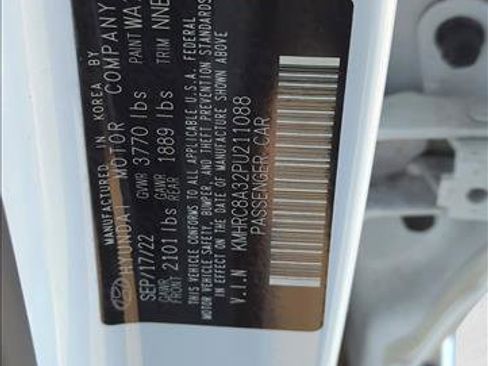 MANUFACTURED IN KOREA BY
HYUNDAI MOTOR COMPANY
SEP/17/22 GVWR 3770 lbs PAINT WA
GAWR FRONT 2101 lbs GAWR REAR 1889 lbs TRIM NNB
THIS VEHICLE CONFORMS TO ALL APPLICABLE U.S.A. FEDERAL
MOTOR VEHICLE SAFETY, BUMPER, AND THEFT PREVENTION STANDARDS
IN EFFECT ON THE DATE OF MANUFACTURE SHOWN ABOVE
V.I.N KMHRC8A32PU211088
PASSENGER CAR